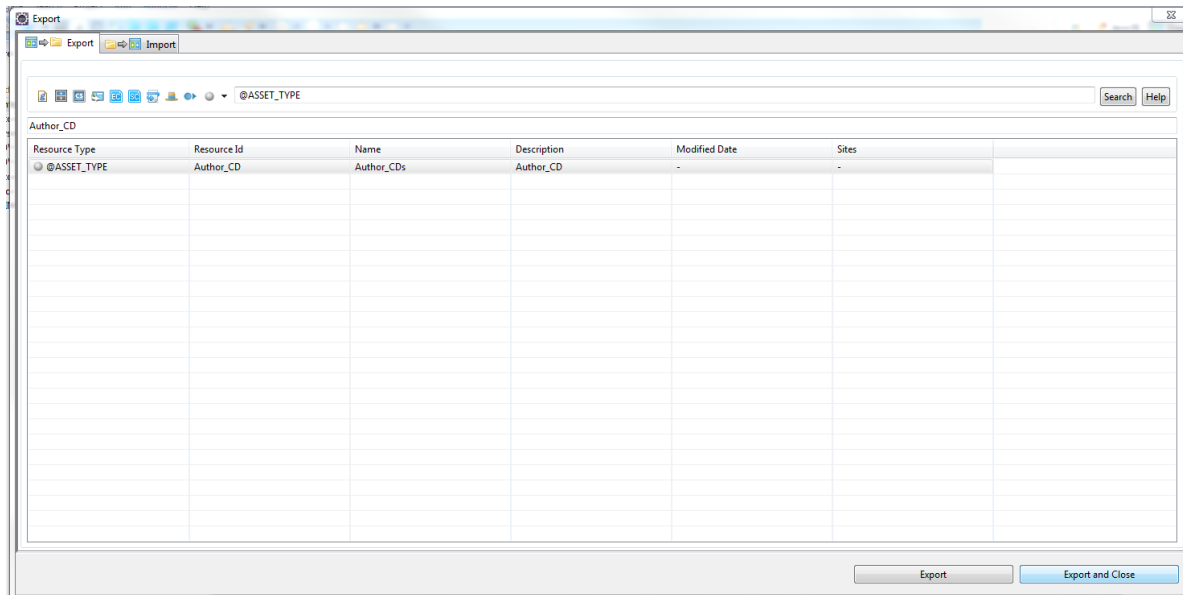 Export
Export Import
@ASSET_TYPE Search Help
Author_CD
Resource Type Resource Id Name Description Modified Date Sites
@ASSET_TYPE Author_CD Author_CDs Author_CD - -
Export Export and Close